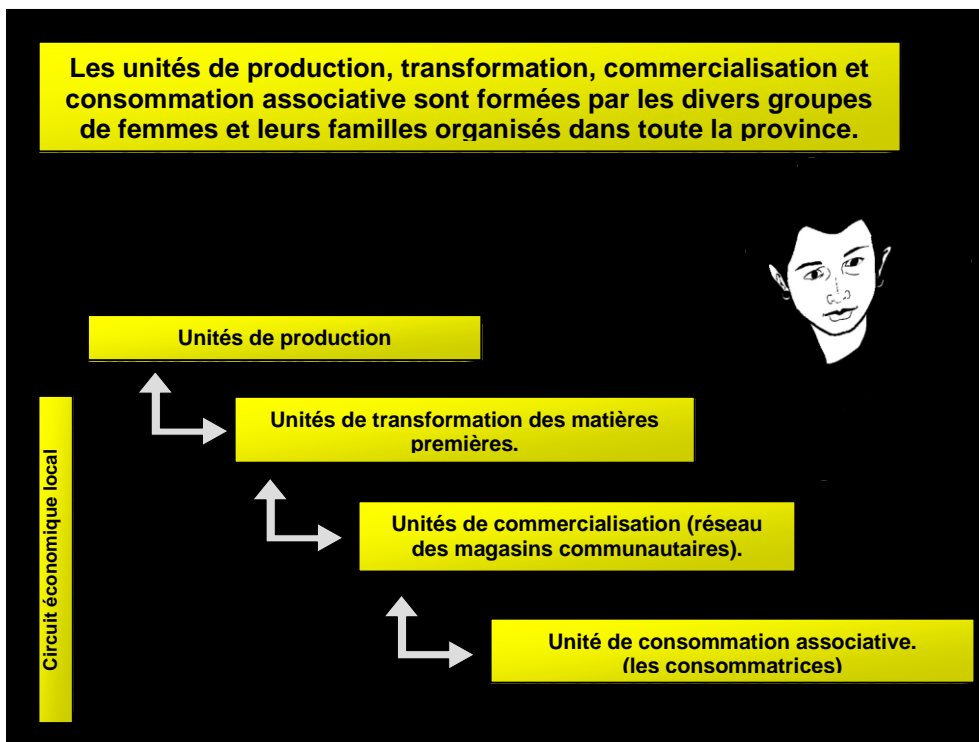 Les unités de production, transformation, commercialisation et
consommation associative sont formées par les divers groupes
de femmes et leurs familles organisés dans toute la province.
Unités de production
Unités de transformation des matières
premières.
Unités de commercialisation (réseau
des magasins communautaires).
Unité de consommation associative.
(les consommatrices)
Circuit économique local